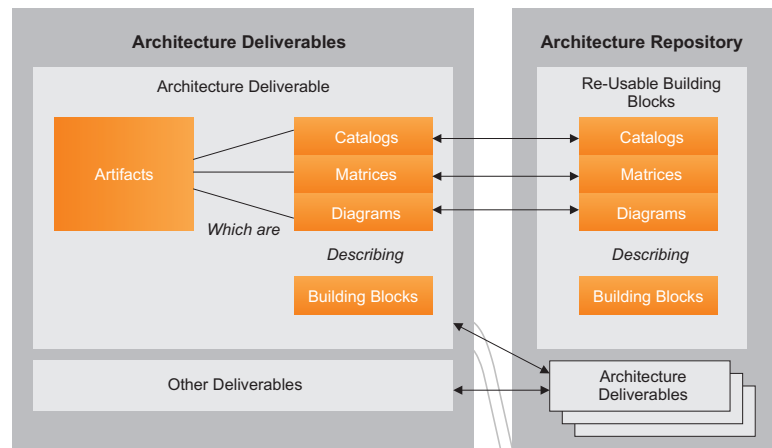 Architecture Deliverables
Architecture Deliverable
Artifacts
Which are
Catalogs
Matrices
Diagrams
Describing
Building Blocks
Other Deliverables
Architecture Repository
Re-Usable Building
Blocks
Catalogs
Matrices
Diagrams
Describing
Building Blocks
Architecture
Deliverables